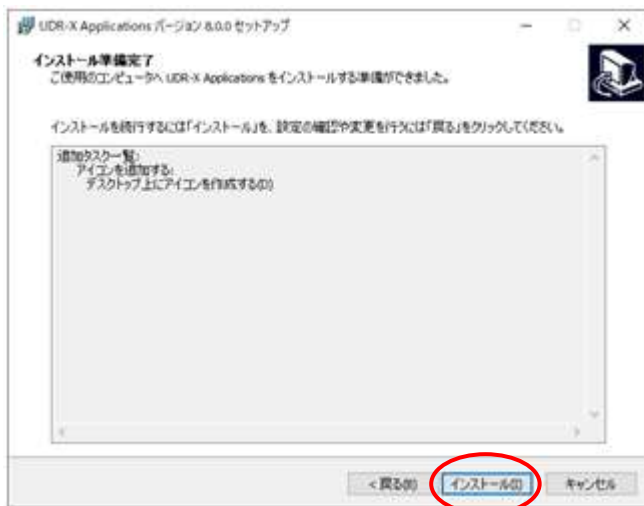 UDR-X Applications バージョン 8.0.0 セットアップ
インストール準備完了
ご使用のコンピュータへ UDR-X Applications をインストールする準備ができました。
インストールを続行するには「インストール」を、設定の確認や変更を行うには「戻る」をクリックしてください。
追加タスク一覧:
アイコンを追加する:
デスクトップ上にアイコンを作成する(D)
< 戻る(B)
インストール(I)
キャンセル